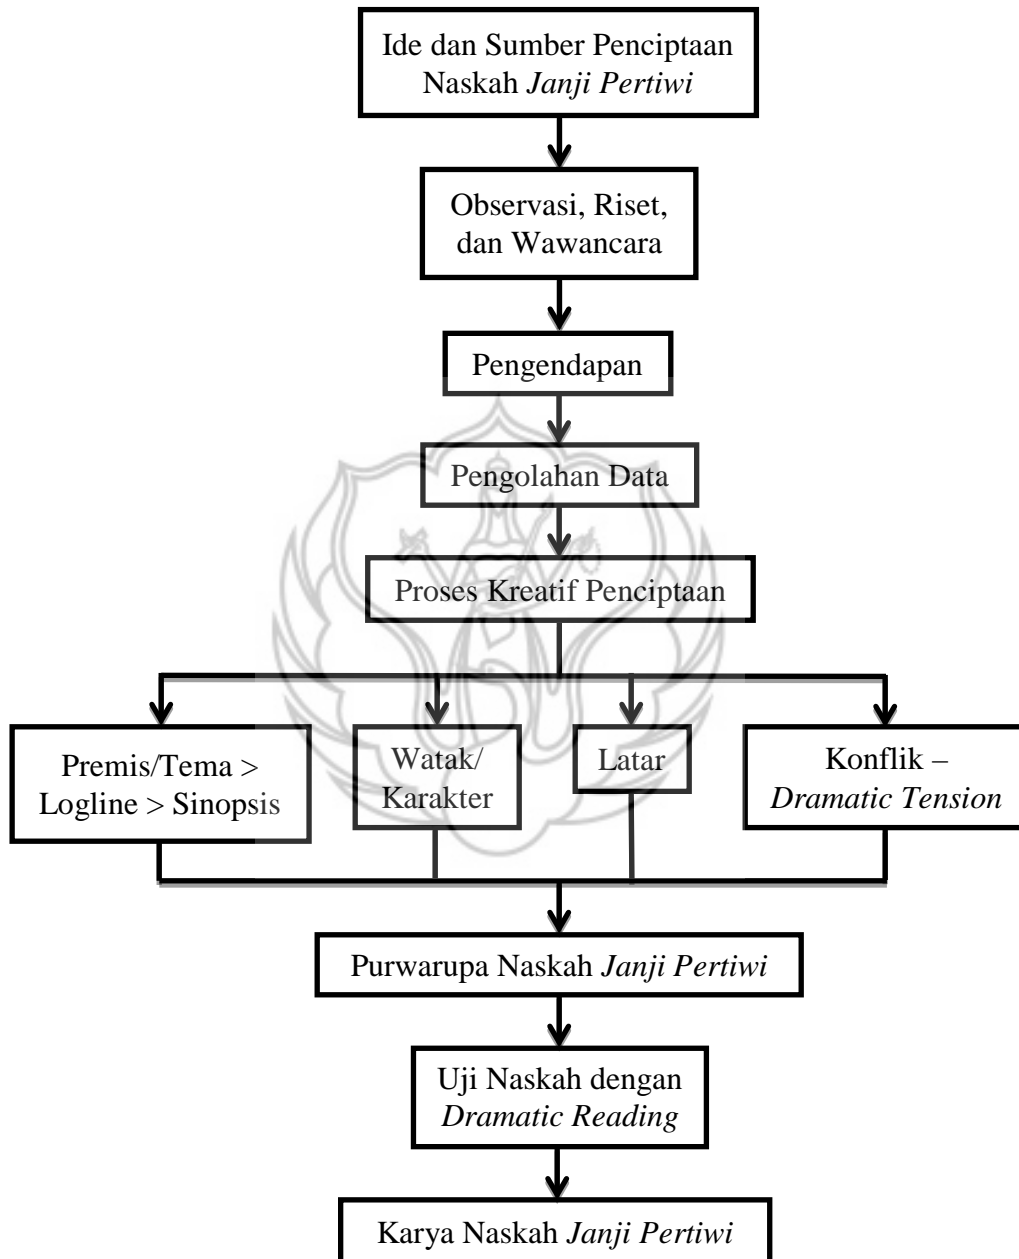 Ide dan Sumber Penciptaan
Naskah Janji Pertiwi
Observasi, Riset,
dan Wawancara
Pengendapan
Pengolahan Data
Proses Kreatif Penciptaan
Premis/Tema >
Logline > Sinopsis
Watak/
Karakter
Latar
Konflik –
Dramatic Tension
Purwarupa Naskah Janji Pertiwi
Uji Naskah dengan
Dramatic Reading
Karya Naskah Janji Pertiwi